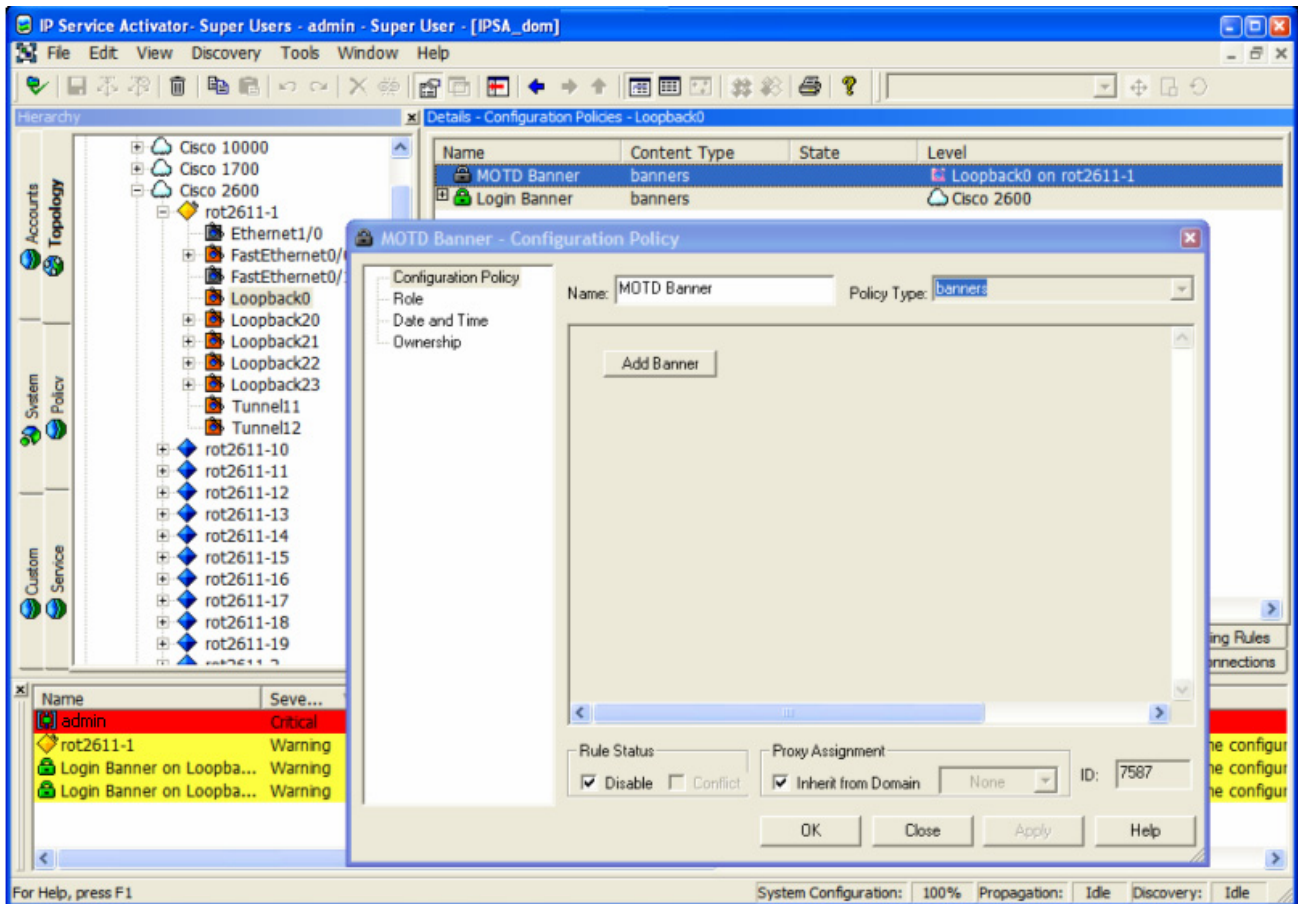 IP Service Activator- Super Users - admin - Super User - [IPSA_dom]
File Edit View Discovery Tools Window Help
Hierarchy
Details - Configuration Policies - Loopback0
Accounts
Topology
System
Policy
Custom
Service
Cisco 10000
Cisco 1700
Cisco 2600
rot2611-1
Ethernet1/0
FastEthernet0/
FastEthernet0/
Loopback0
Loopback20
Loopback21
Loopback22
Loopback23
Tunnel11
Tunnel12
rot2611-10
rot2611-11
rot2611-12
rot2611-13
rot2611-14
rot2611-15
rot2611-16
rot2611-17
rot2611-18
rot2611-19
rot2611-2
Name Content Type State Level
MOTD Banner banners Loopback0 on rot2611-1
Login Banner banners Cisco 2600
MOTD Banner - Configuration Policy
Configuration Policy
Role
Date and Time
Ownership
Name: MOTD Banner Policy Type: banners
Add Banner
Rule Status
Disable Conflict
Proxy Assignment
Inherit from Domain None
ID: 7587
OK Close Apply Help
ing Rules
onnections
Name Seve...
admin Critical
rot2611-1 Warning
Login Banner on Loopba... Warning
Login Banner on Loopba... Warning
ne configur
ne configur
ne configur
For Help, press F1
System Configuration: 100% Propagation: Idle Discovery: Idle